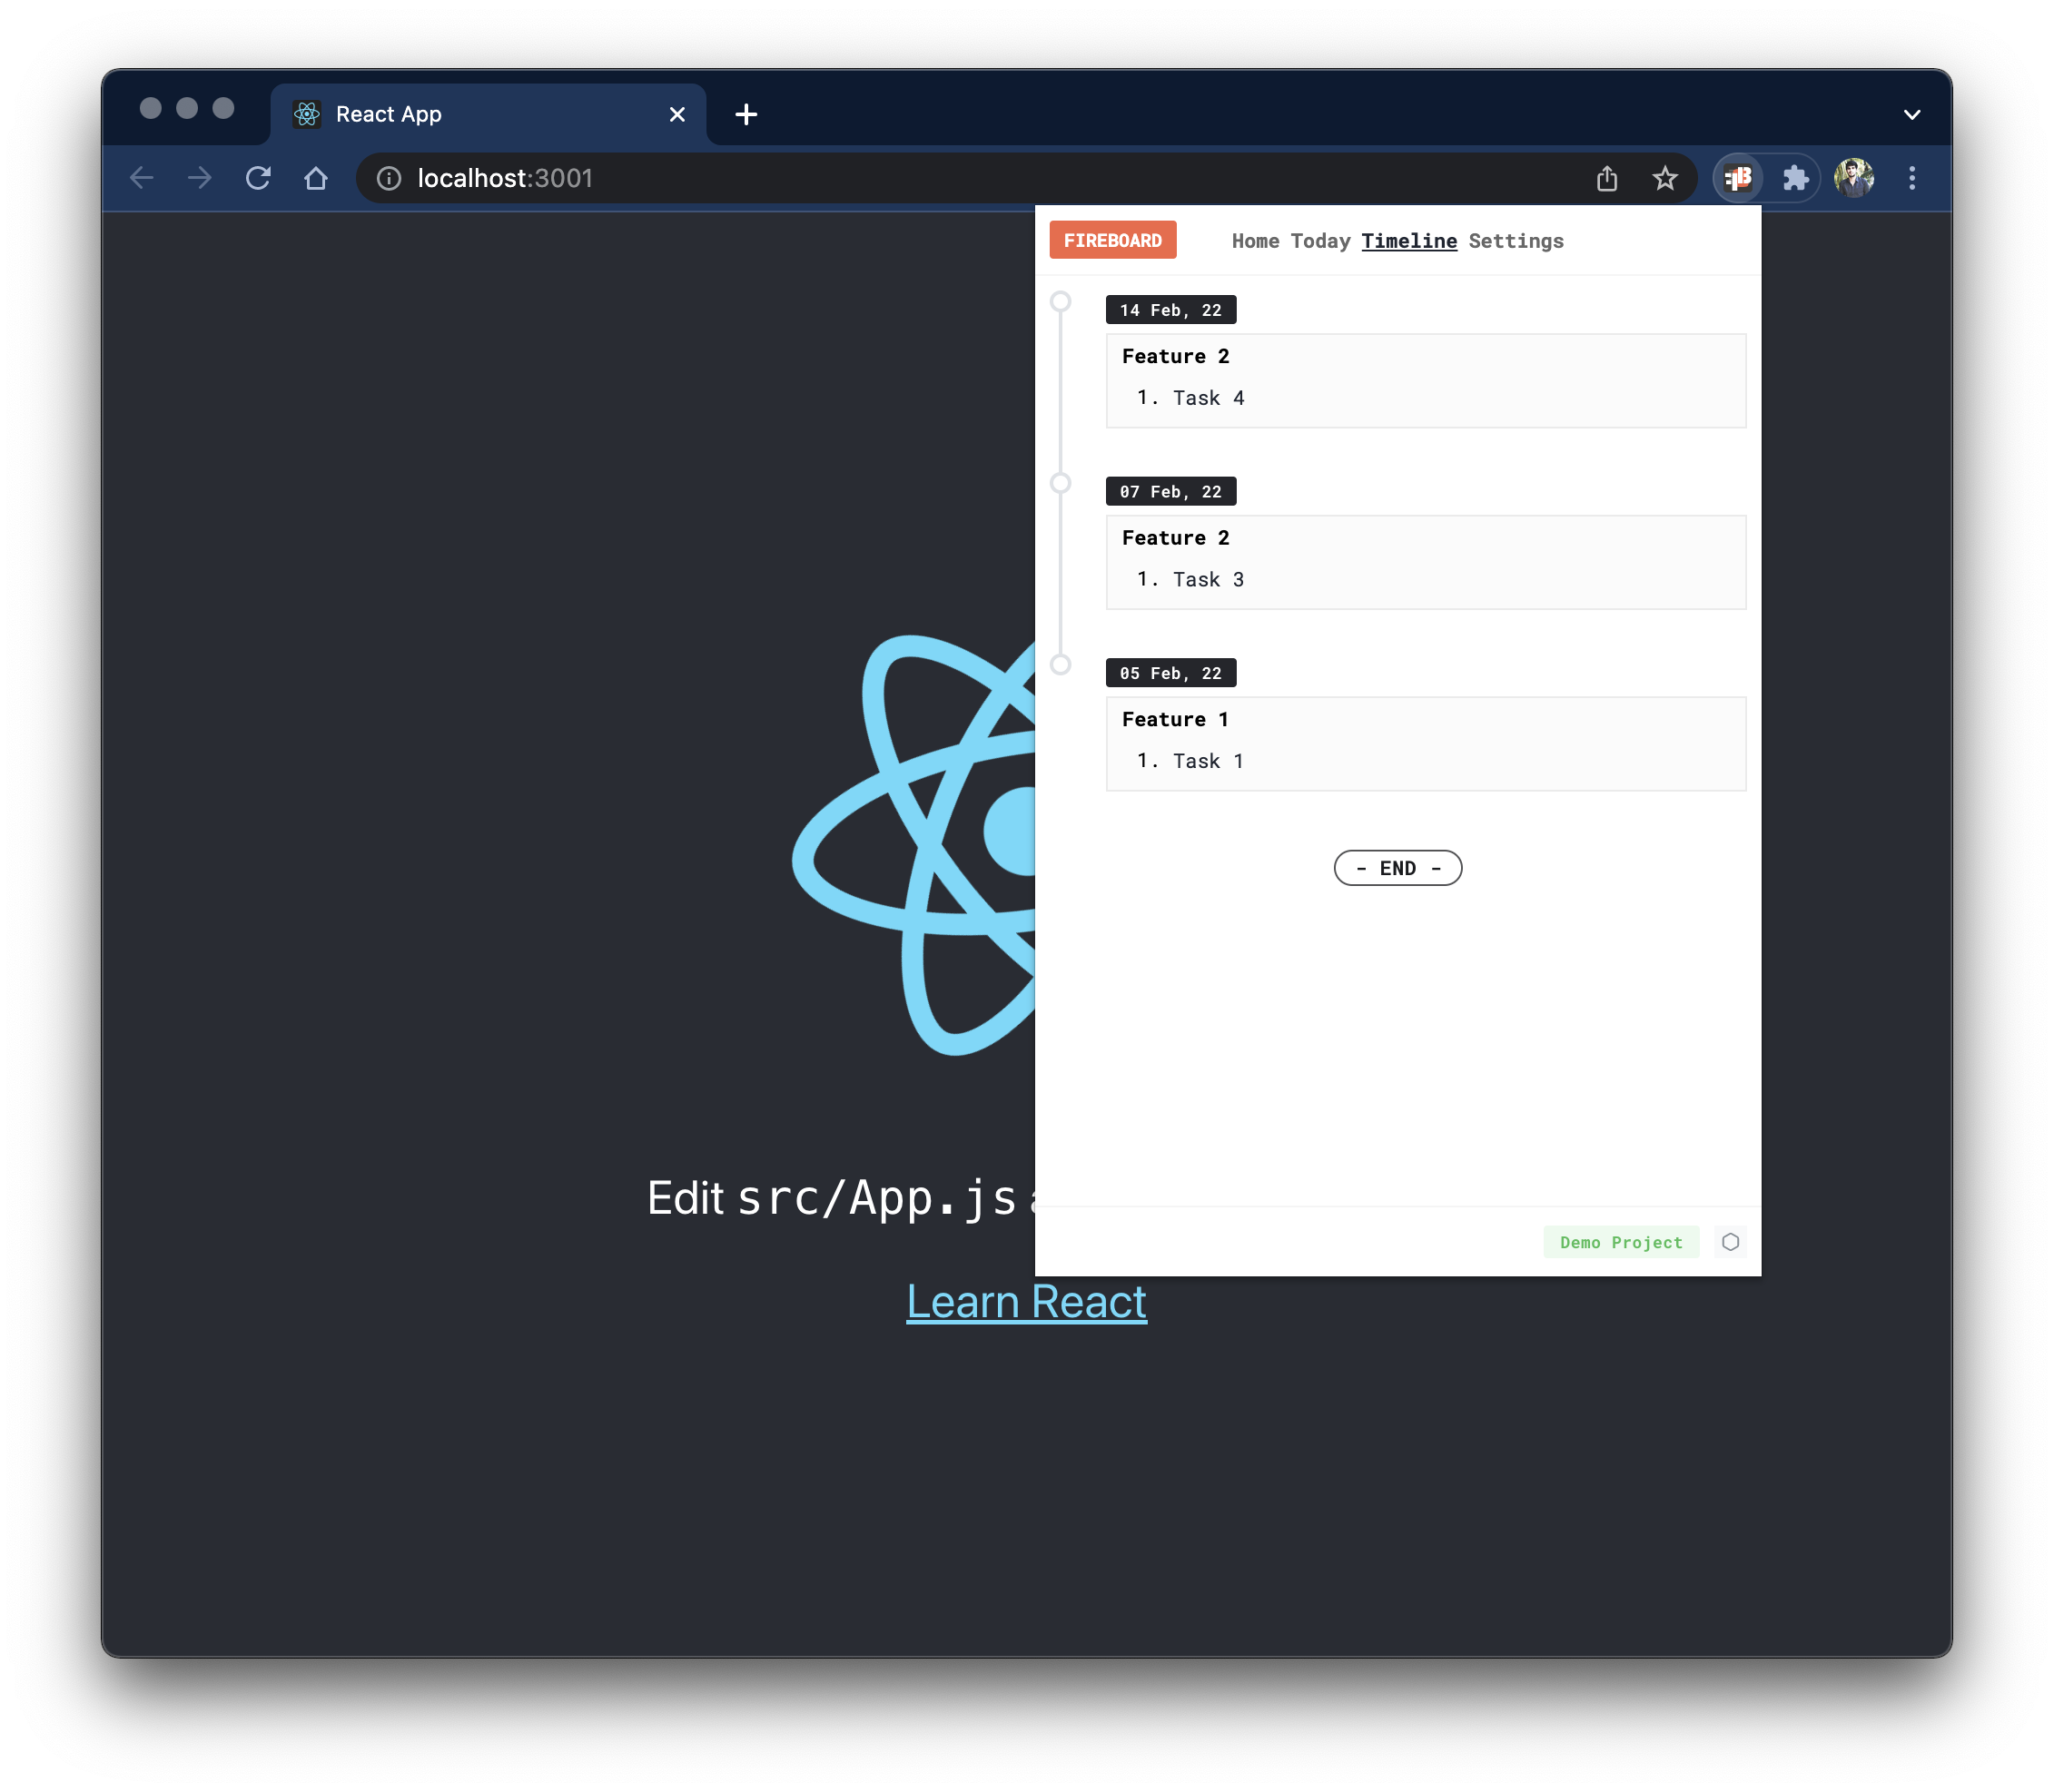 React App
localhost:3001
FIREBOARD Home Today Timeline Settings
14 Feb, 22
Feature 2
1. Task 4
07 Feb, 22
Feature 2
1. Task 3
05 Feb, 22
Feature 1
1. Task 1
- END -
Edit src/App.js
Demo Project
Learn React